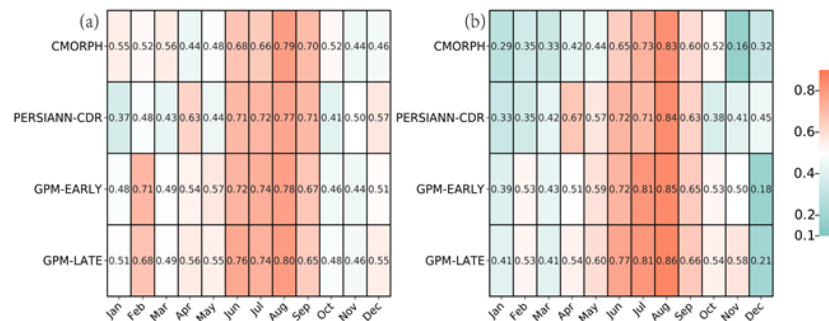 (a)
CMORPH 0.55 0.52 0.56 0.44 0.48 0.68 0.66 0.79 0.70 0.52 0.44 0.46
PERSIANN-CDR 0.37 0.48 0.43 0.63 0.44 0.71 0.72 0.77 0.71 0.41 0.50 0.57
GPM-EARLY 0.48 0.71 0.49 0.54 0.57 0.72 0.74 0.78 0.67 0.46 0.44 0.51
GPM-LATE 0.51 0.68 0.49 0.56 0.55 0.76 0.74 0.80 0.65 0.48 0.46 0.55
Jan Feb Mar Apr May Jun Jul Aug Sep Oct Nov Dec
(b)
CMORPH 0.29 0.35 0.33 0.42 0.44 0.65 0.73 0.83 0.60 0.52 0.16 0.32
PERSIANN-CDR 0.33 0.35 0.42 0.67 0.57 0.72 0.71 0.84 0.63 0.38 0.41 0.45
GPM-EARLY 0.39 0.53 0.43 0.51 0.59 0.72 0.81 0.85 0.65 0.53 0.50 0.18
GPM-LATE 0.41 0.53 0.41 0.54 0.60 0.77 0.81 0.86 0.66 0.54 0.58 0.21
Jan Feb Mar Apr May Jun Jul Aug Sep Oct Nov Dec
0.8
0.6
0.4
0.2
0.1